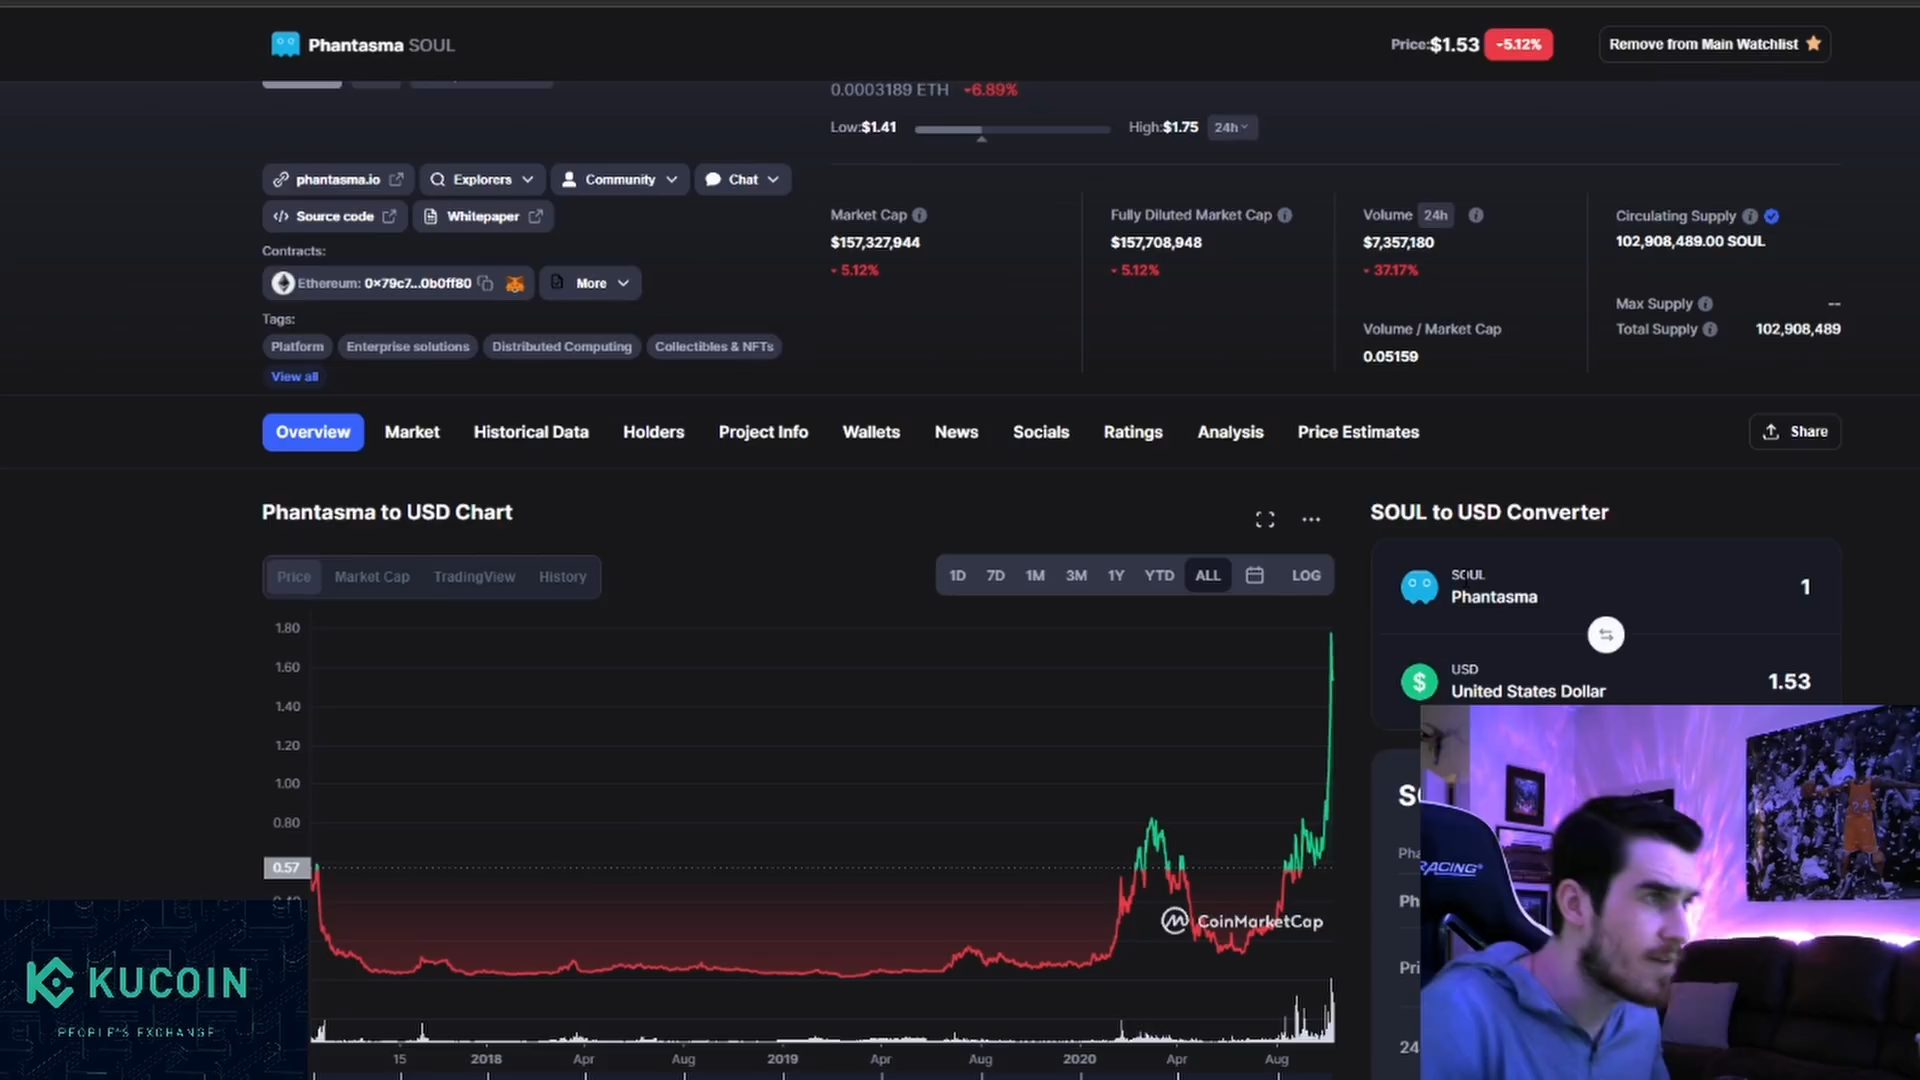 Phantasma SOUL
Price:$1.53 -5.12%
Remove from Main Watchlist
0.0003189 ETH -6.89%
Low:$1.41 High:$1.75 24h
phantasma.io Explorers Community Chat
Source code Whitepaper
Contracts:
Ethereum: 0x79c7...0b0ff80 More
Tags:
Platform Enterprise solutions Distributed Computing Collectibles & NFTs
View all
Market Cap
$157,327,944
5.12%
Fully Diluted Market Cap
$157,708,948
5.12%
Volume 24h
$7,357,180
37.17%
Volume / Market Cap
0.05159
Circulating Supply
102,908,489.00 SOUL
Max Supply --
Total Supply 102,908,489
Overview Market Historical Data Holders Project Info Wallets News Socials Ratings Analysis Price Estimates
Share
Phantasma to USD Chart
Price Market Cap TradingView History
1D 7D 1M 3M 1Y YTD ALL LOG
1.80
1.60
1.40
1.20
1.00
0.80
0.57
CoinMarketCap
15 2018 Apr Aug 2019 Apr Aug 2020 Apr Aug
SOUL to USD Converter
SOUL
Phantasma 1
USD
United States Dollar 1.53
Pha
Ph
Pri
24
RACING
24
KUCOIN
PEOPLE'S EXCHANGE